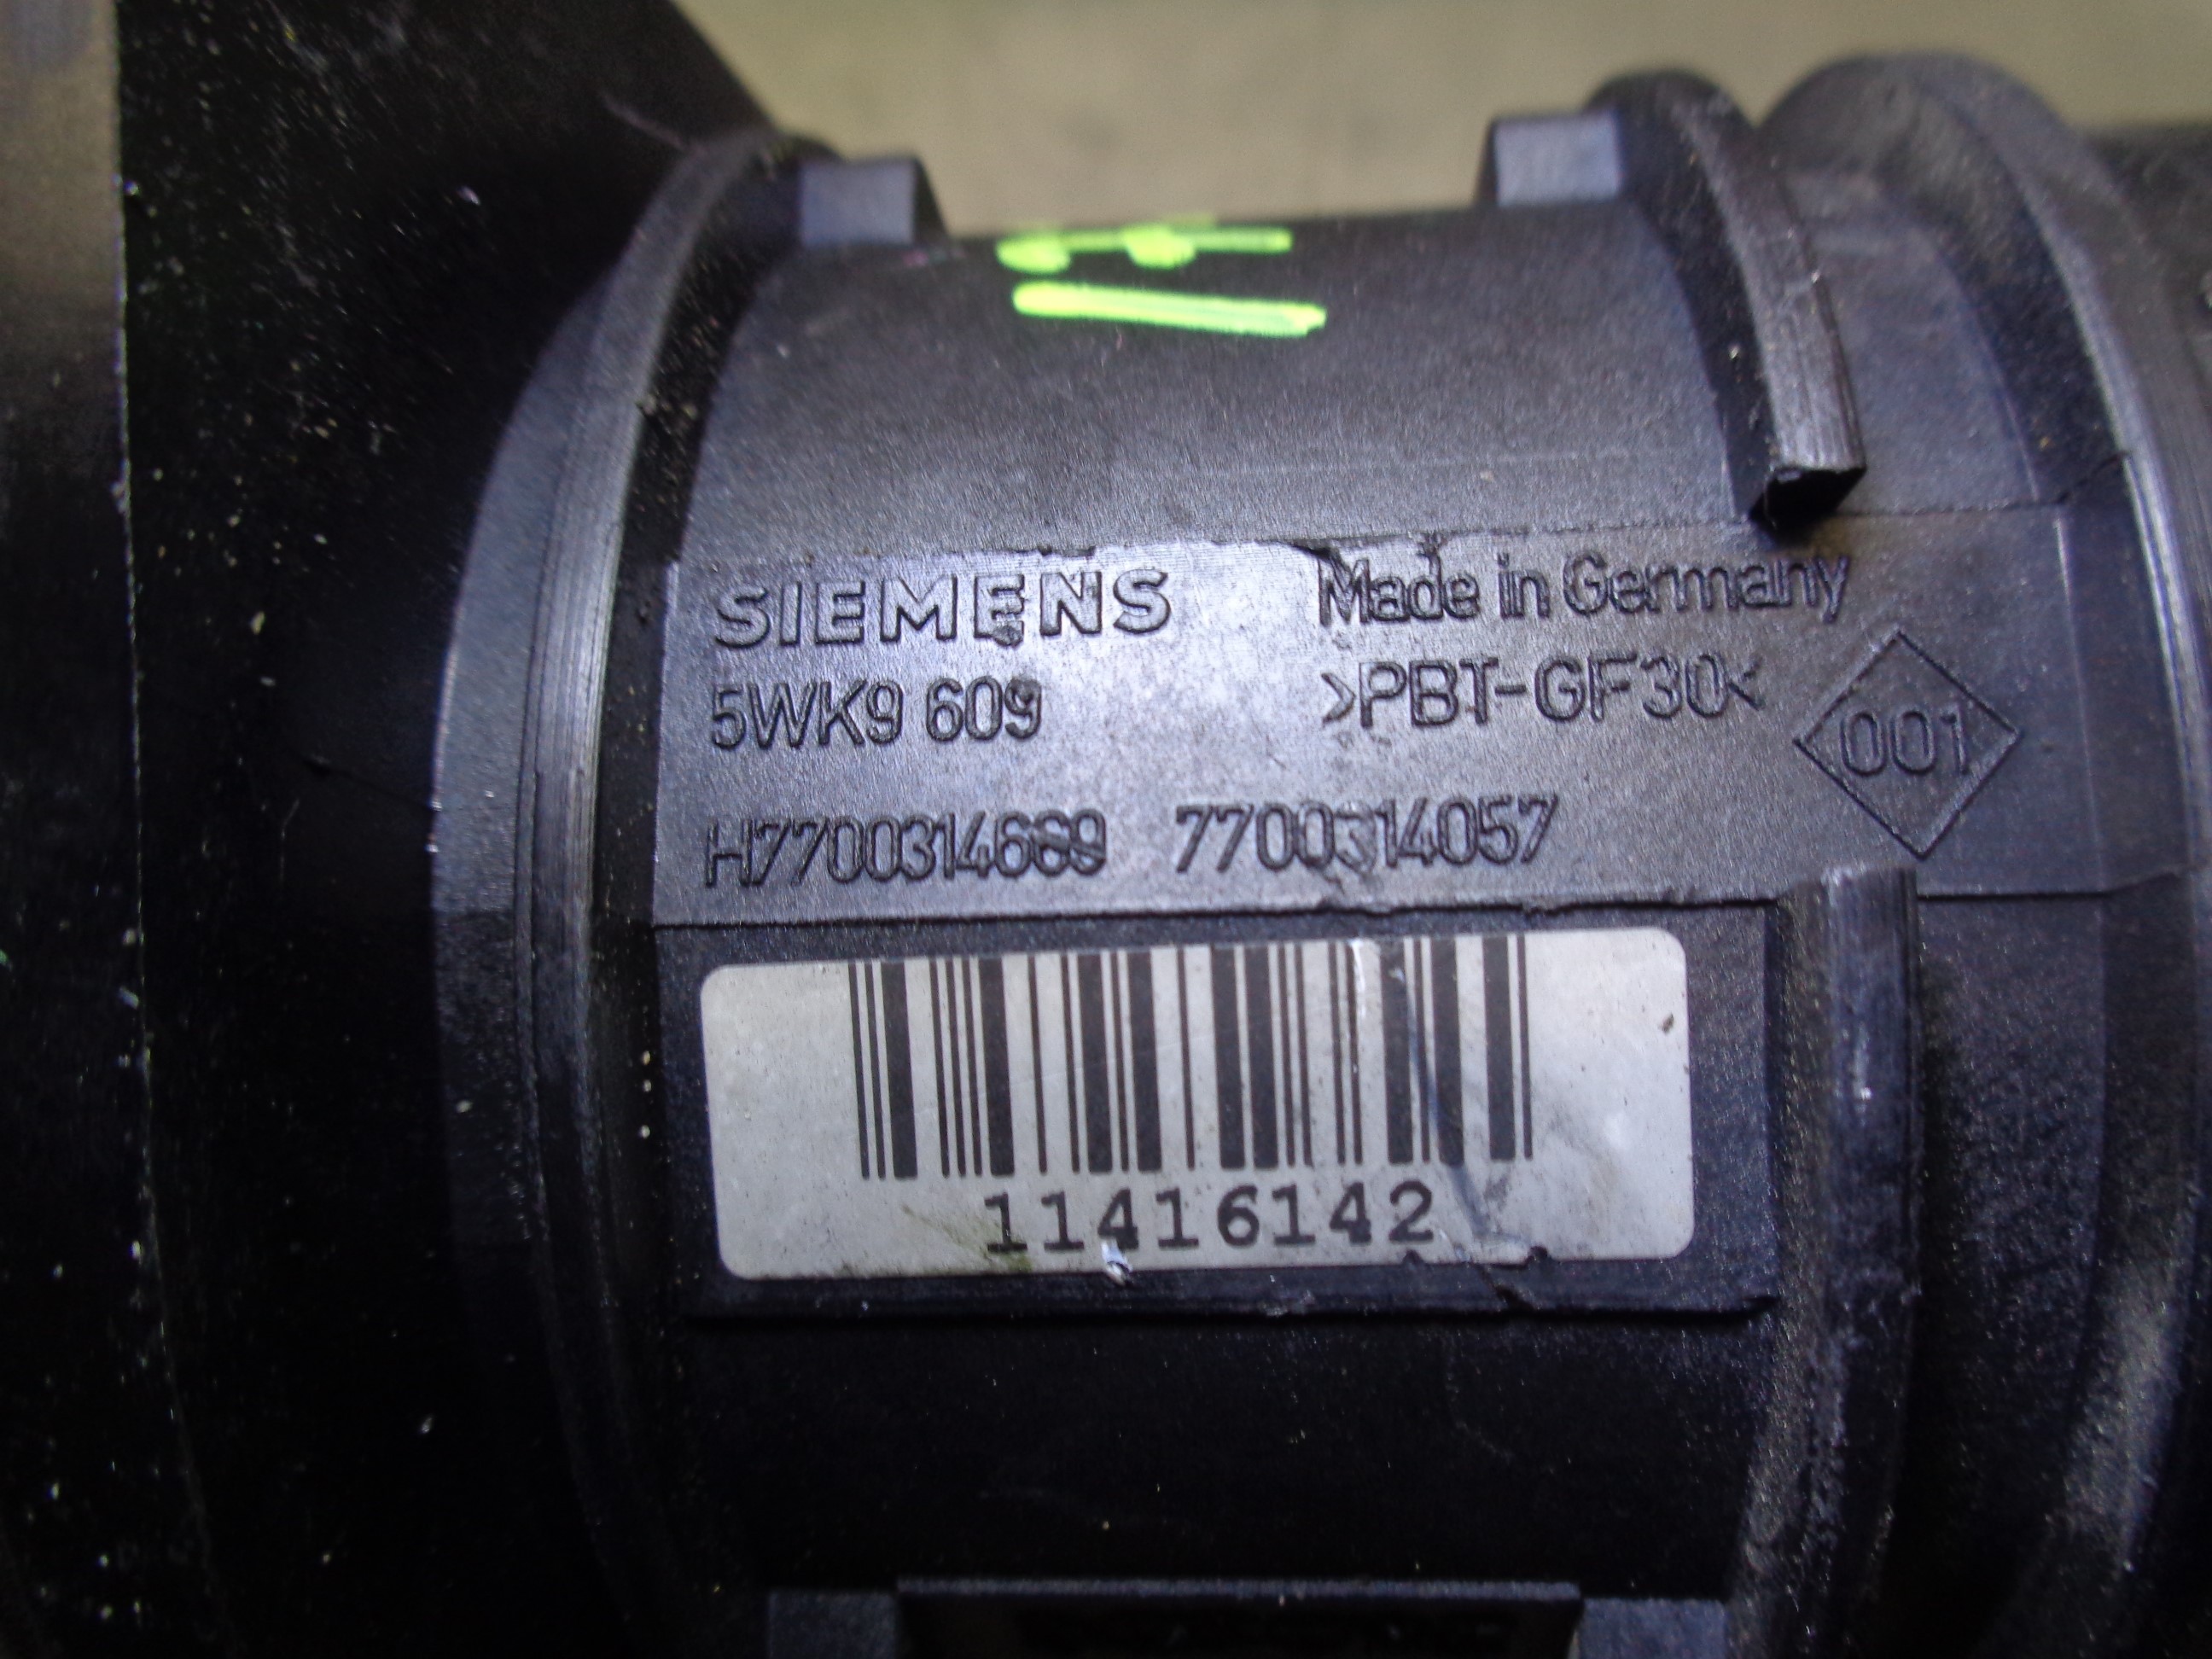 SIEMENS Made in Germany
5WK9 609 >PBT-GF30< 001
H7700314669 7700314057
11416142